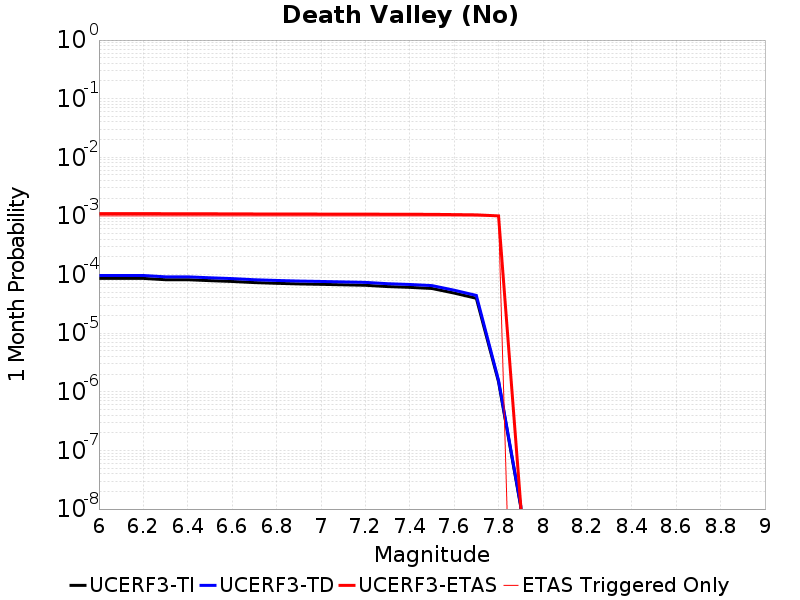 Death Valley (No)
10^0
10^-1
10^-2
10^-3
10^-4
10^-5
10^-6
10^-7
10^-8
1 Month Probability
6 6.2 6.4 6.6 6.8 7 7.2 7.4 7.6 7.8 8 8.2 8.4 8.6 8.8 9
Magnitude
UCERF3-TI UCERF3-TD UCERF3-ETAS ETAS Triggered Only